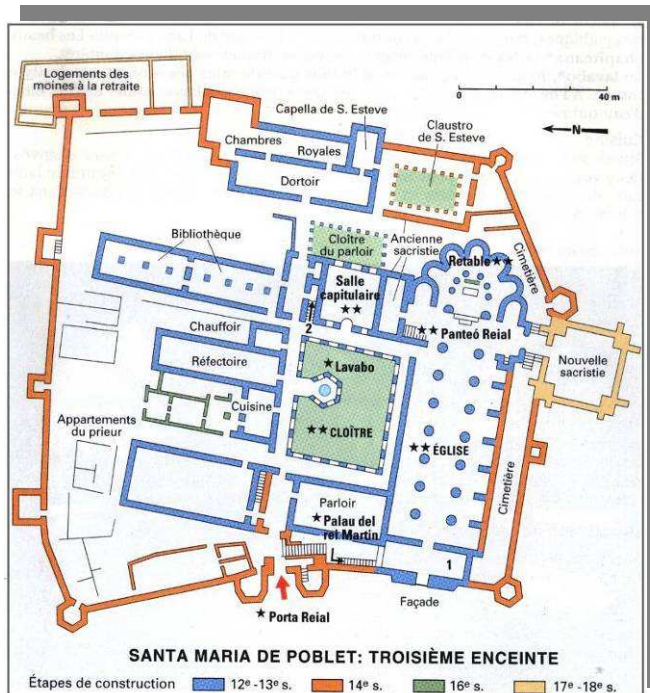 Logements des
moines à la retraite
0
40 m
N
Capella de S. Esteve
Claustro
de S. Esteve
Chambres
Royales
Dortoir
Bibliothèque
Cloître
du parloir
Ancienne
sacristie
Retable ★★
Cimetière
Salle
capitulaire
★★
2
★★ Panteó Reial
Chauffoir
Réfectoire
★ Lavabo
Nouvelle
sacristie
Cuisine
Appartements
du prieur
★★ CLOÎTRE
★★ ÉGLISE
Cimetière
Parloir
★ Palau del
rei Martin
1
Façade
★ Porta Reial
SANTA MARIA DE POBLET: TROISIÈME ENCEINTE
Étapes de construction 12e -13e s. 14e s. 16e s. 17e -18e s.